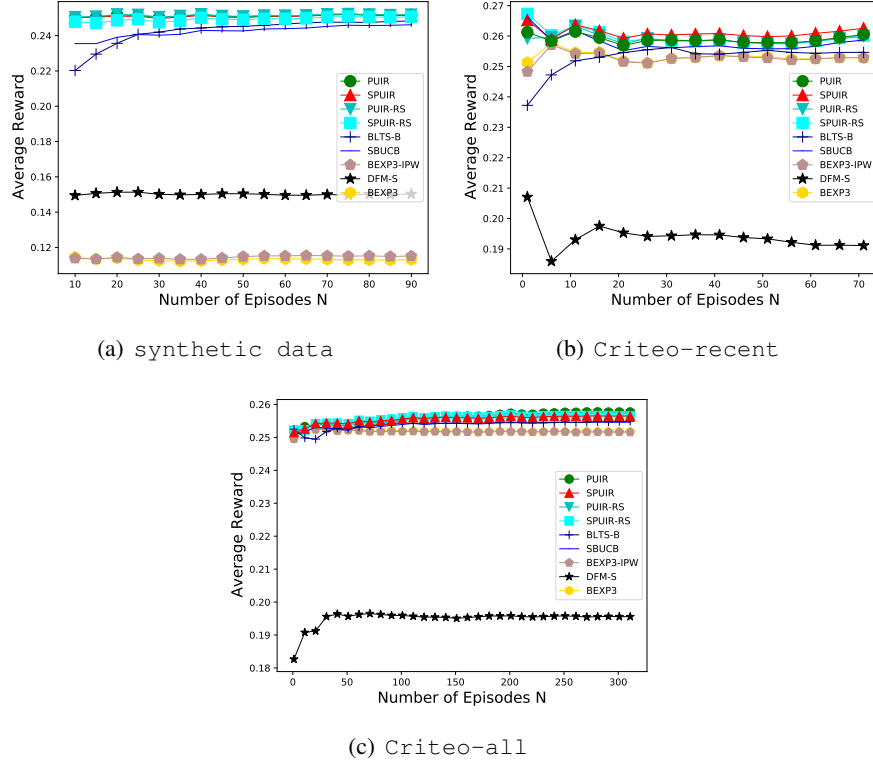 0.24
0.22
0.20
0.18
0.16
0.14
0.12
Average Reward
10 20 30 40 50 60 70 80 90
Number of Episodes N
PUIR
SPUIR
PUIR-RS
SPUIR-RS
BLTS-B
SBUCB
BEXP3-IPW
DFM-S
BEXP3
(a) synthetic data
0.27
0.26
0.25
0.24
0.23
0.22
0.21
0.20
0.19
Average Reward
0 10 20 30 40 50 60 70
Number of Episodes N
PUIR
SPUIR
PUIR-RS
SPUIR-RS
BLTS-B
SBUCB
BEXP3-IPW
DFM-S
BEXP3
(b) Criteo-recent
0.26
0.25
0.24
0.23
0.22
0.21
0.20
0.19
0.18
Average Reward
0 50 100 150 200 250 300
Number of Episodes N
PUIR
SPUIR
PUIR-RS
SPUIR-RS
BLTS-B
SBUCB
BEXP3-IPW
DFM-S
BEXP3
(c) Criteo-all